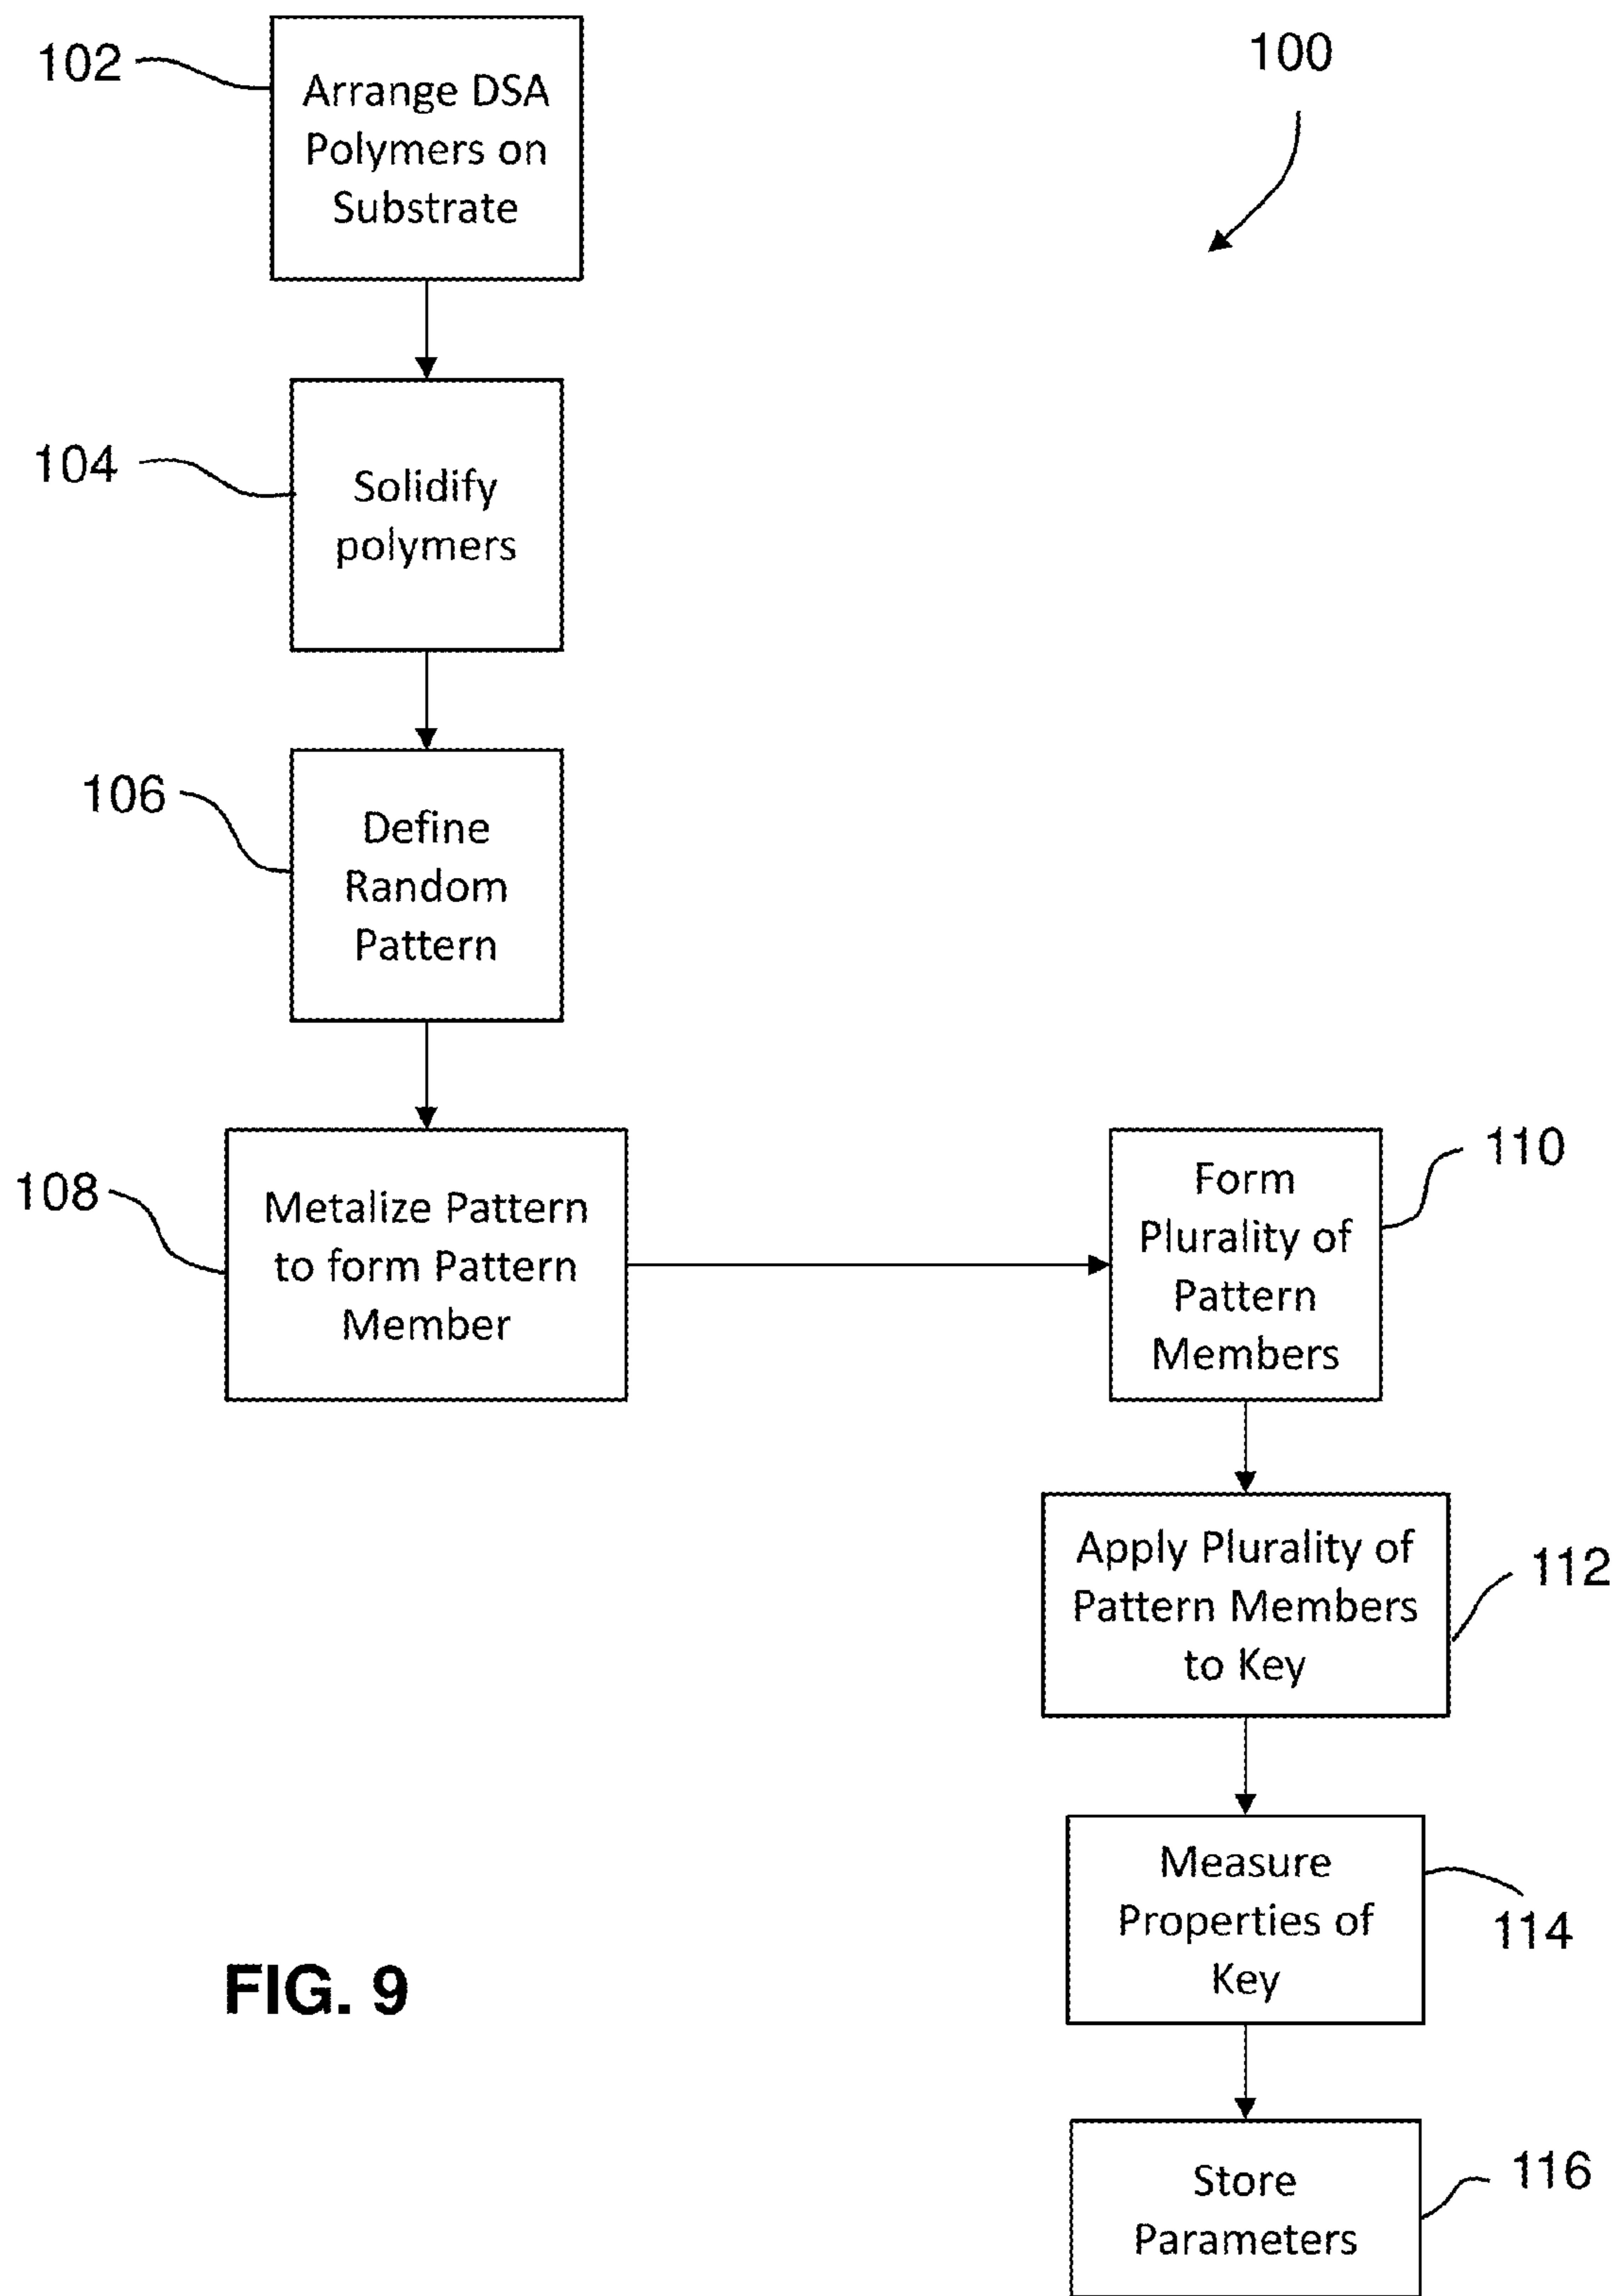 102
Arrange DSA
Polymers on
Substrate
100
104
Solidify
polymers
106
Define
Random
Pattern
108
Metalize Pattern
to form Pattern
Member
110
Form
Plurality of
Pattern
Members
112
Apply Plurality of
Pattern Members
to Key
114
Measure
Properties of
Key
116
Store
Parameters
FIG. 9